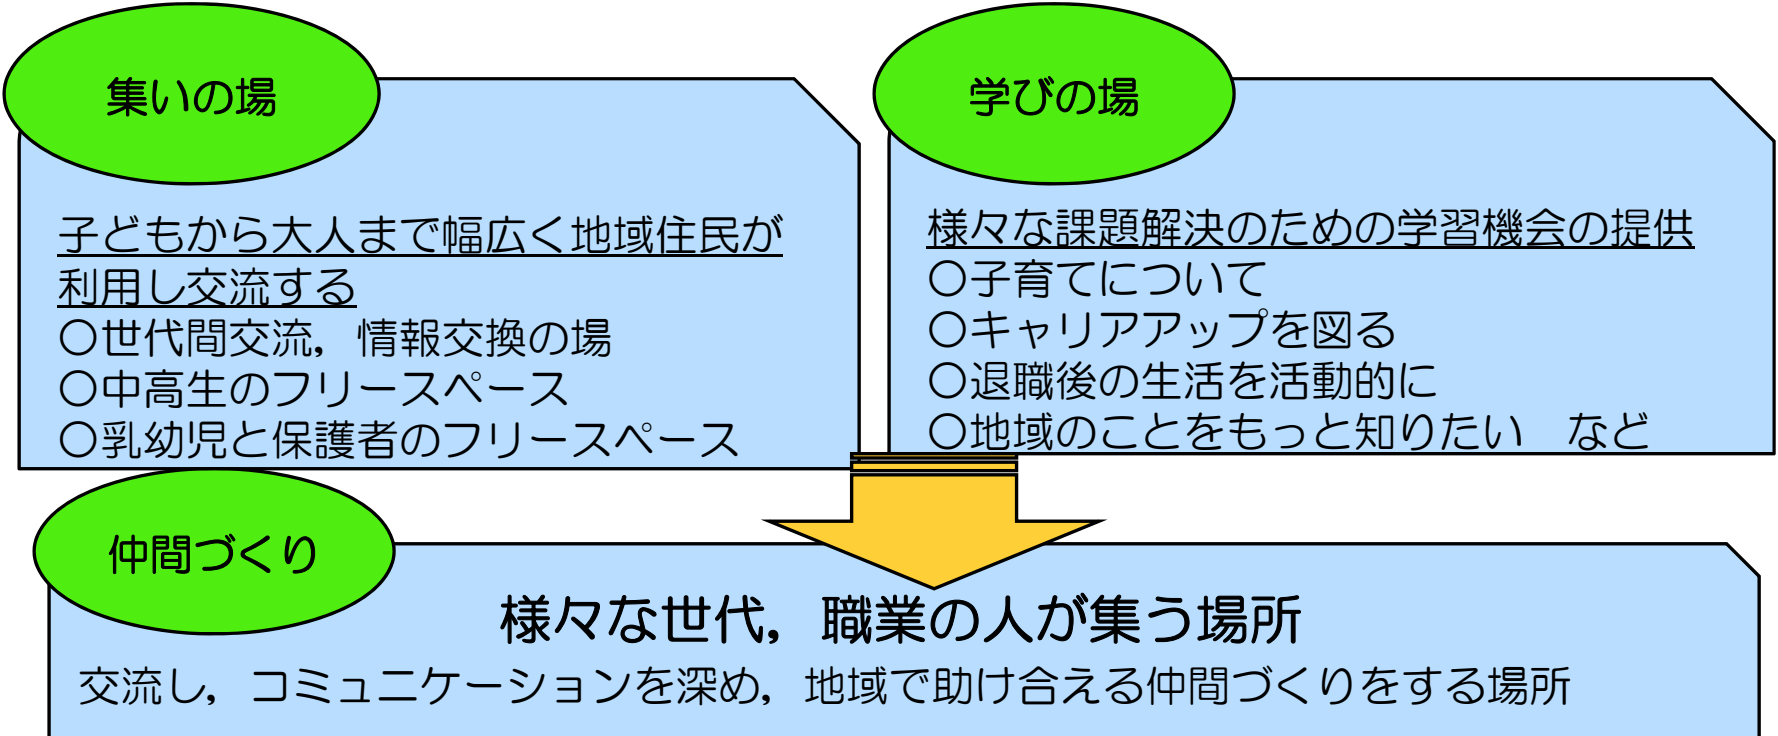 集いの場
子どもから大人まで幅広く地域住民が
利用し交流する
〇世代間交流，情報交換の場
〇中高生のフリースペース
〇乳幼児と保護者のフリースペース
学びの場
様々な課題解決のための学習機会の提供
〇子育てについて
〇キャリアアップを図る
〇退職後の生活を活動的に
〇地域のことをもっと知りたい　など
仲間づくり
様々な世代，職業の人が集う場所
交流し，コミュニケーションを深め，地域で助け合える仲間づくりをする場所